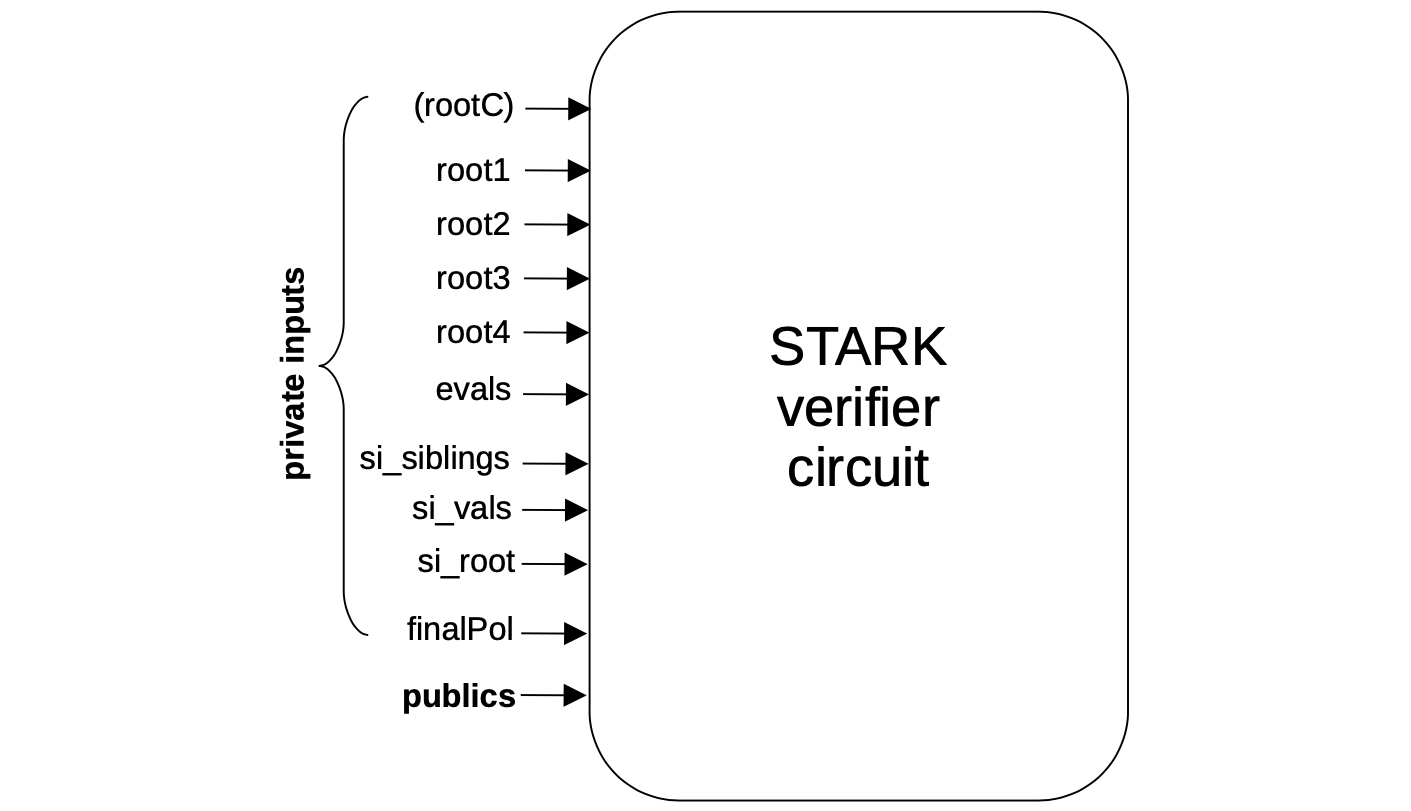 private inputs
(rootC)
root1
root2
root3
root4
evals
si_siblings
si_vals
si_root
finalPol
publics
STARK
verifier
circuit